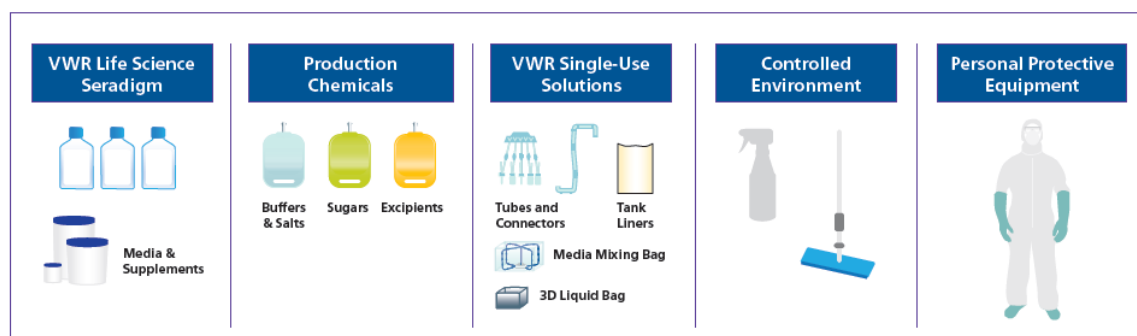 VWR Life Science
Seradigm
Media &
Supplements
Production
Chemicals
Buffers
& Salts
Sugars
Excipients
VWR Single-Use
Solutions
Tubes and
Connectors
Tank
Liners
Media Mixing Bag
3D Liquid Bag
Controlled
Environment
Personal Protective
Equipment